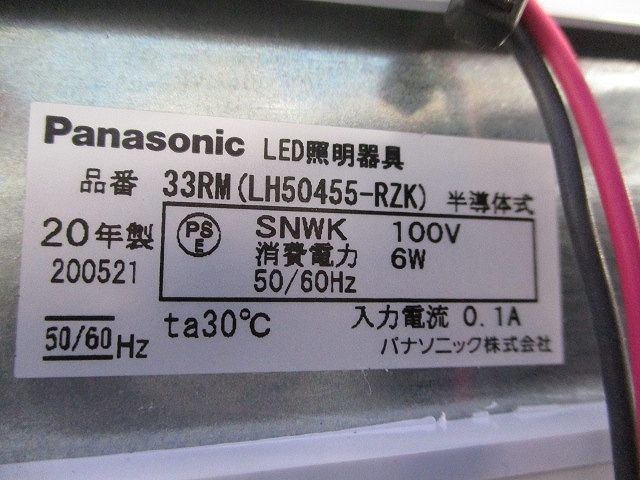 Panasonic LED照明器具
品番 33RM(LH50455-RZK) 半導体式
20年製
200521
PS
E
SNWK 100V
消費電力 6W
50/60Hz
50/60Hz ta30℃
入力電流 0.1A
パナソニック株式会社